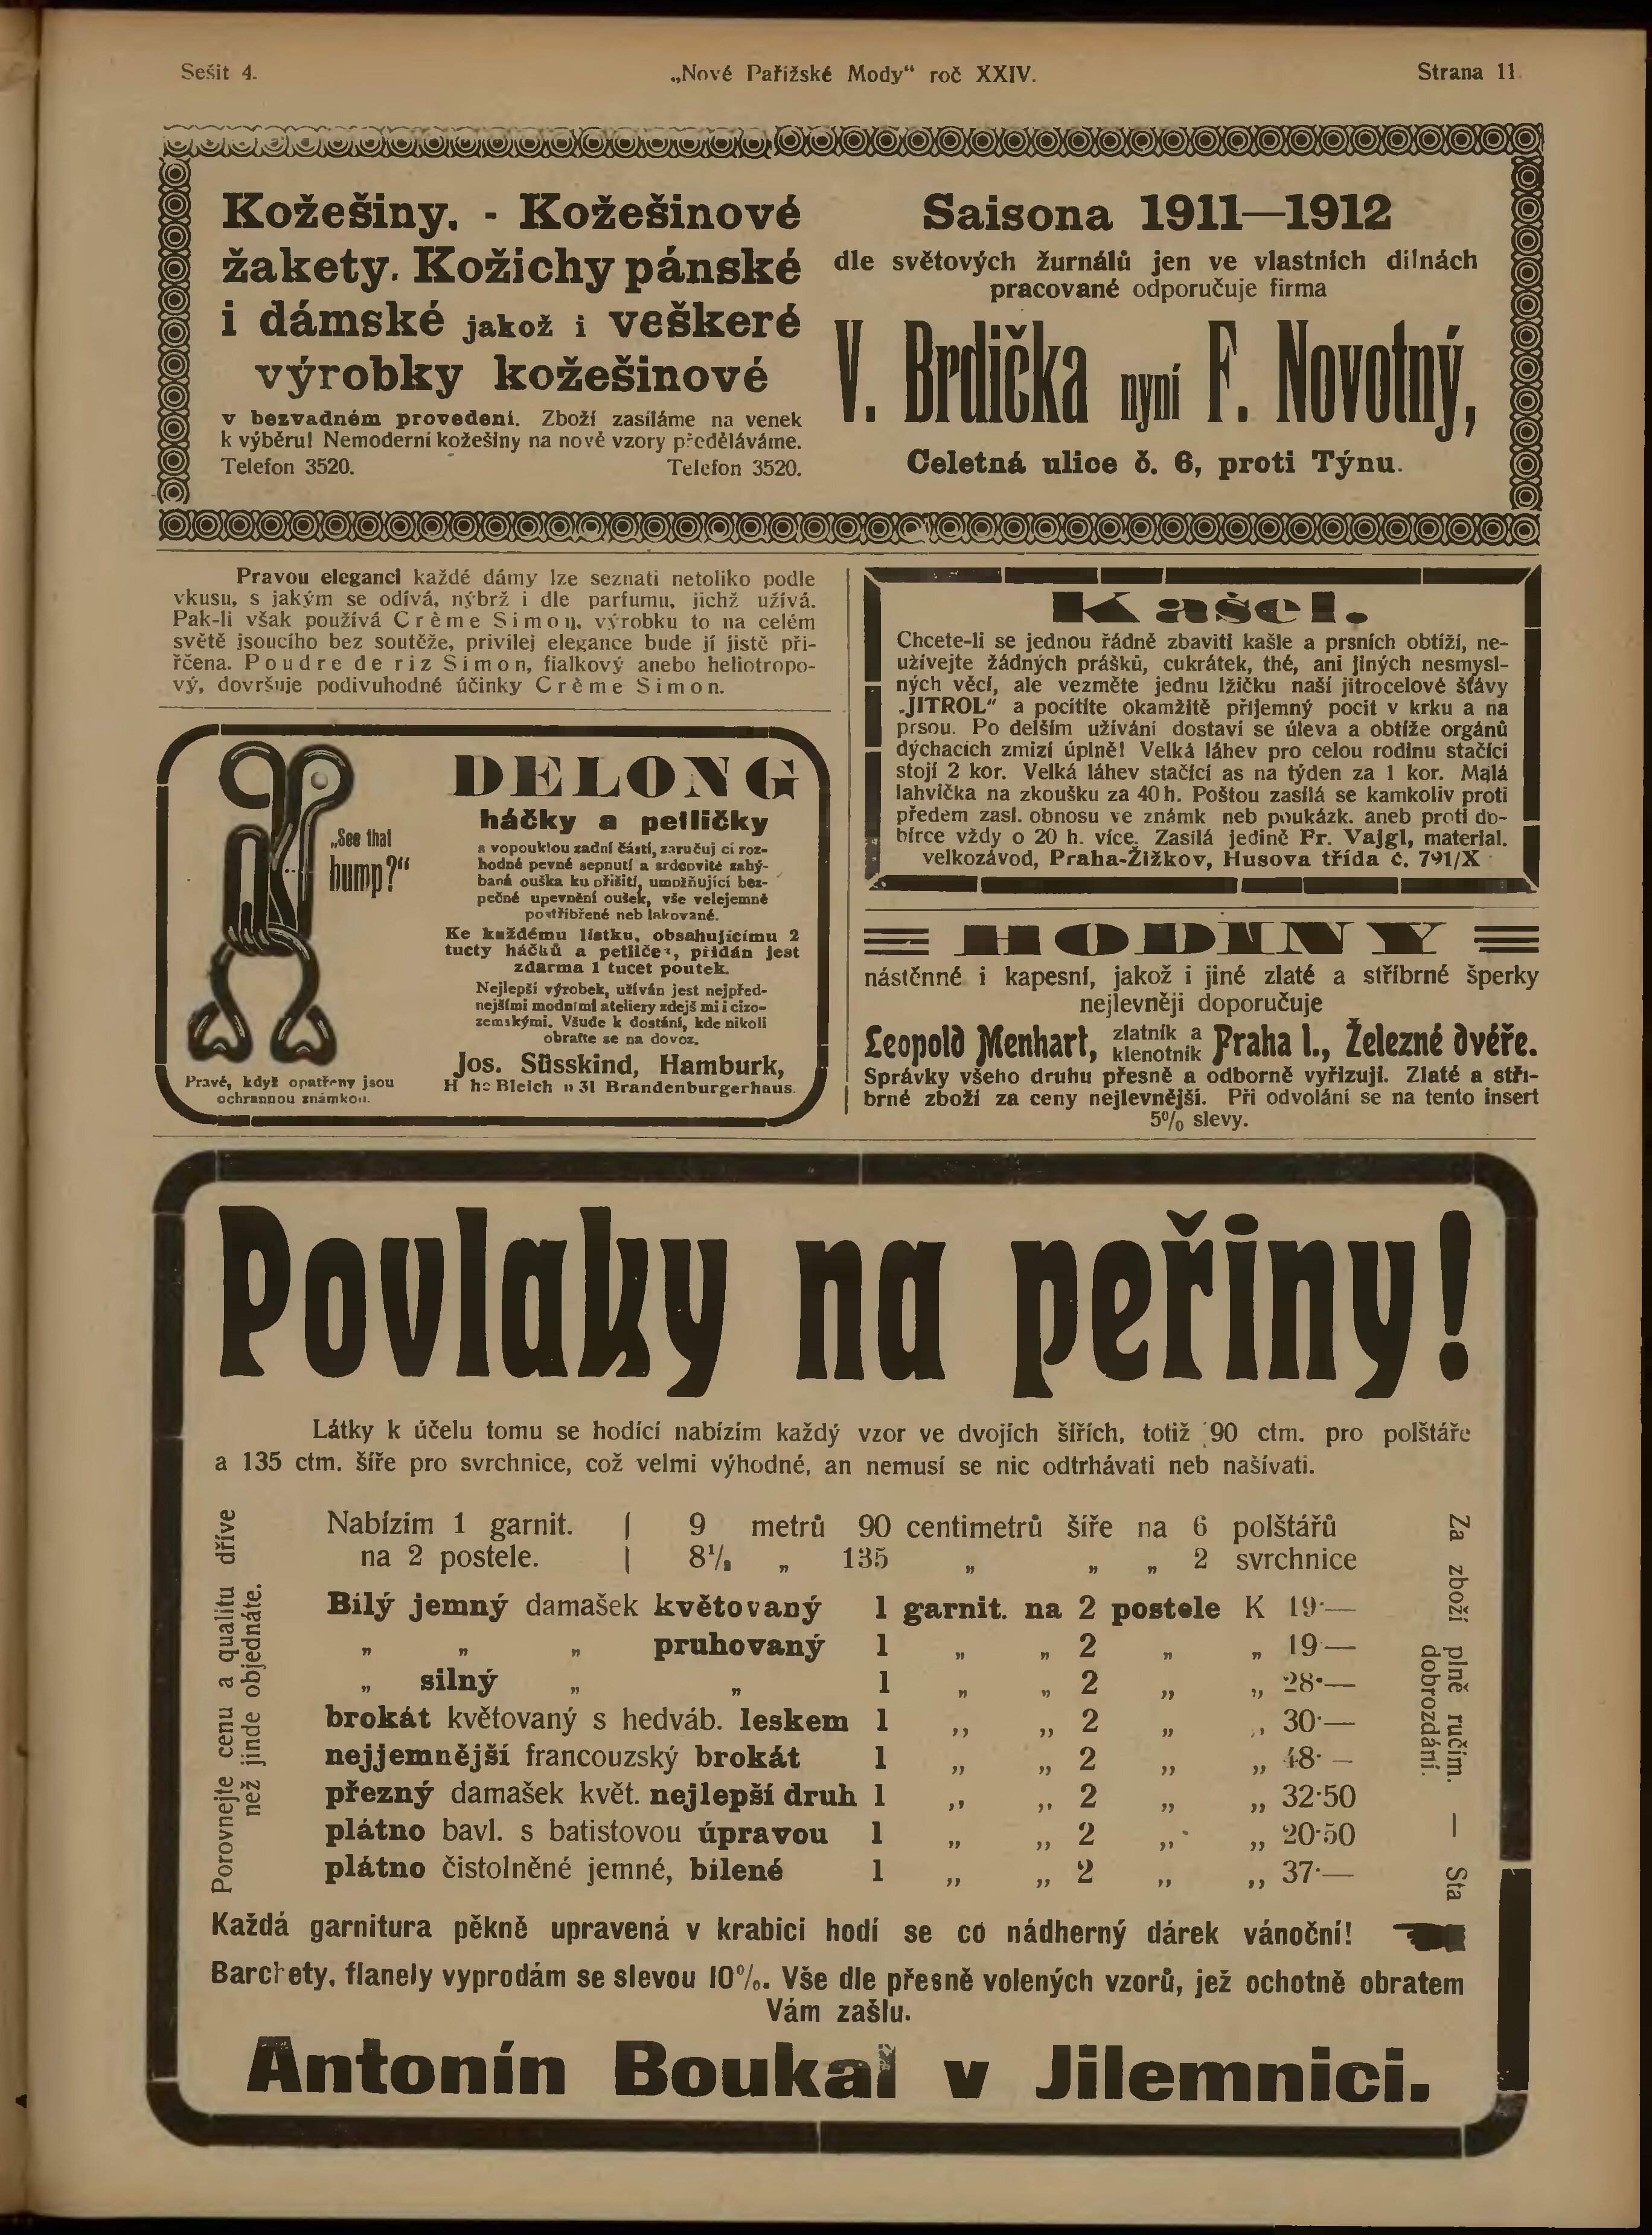 Sešit 4.
„Nové Pařížské Mody“ roč XXIV.
Strana 11
Kožešiny. - Kožešinové
žakety. Kožichy pánské
i dámské jakož i veškeré
výrobky kožešinové
v bezvadném provedení. Zboží zasíláme na venek
k výběru! Nemoderní kožešiny na nové vzory předěláváme.
Telefon 3520. Telefon 3520.
Saisona 1911—1912
dle světových žurnálů jen ve vlastních dílnách
pracované odporučuje firma
V. Brdička nyní F. Novotný,
Celetná ulice č. 6, proti Týnu.
Pravou eleganci každé dámy lze seznati netoliko podle
vkusu, s jakým se odívá, nýbrž i dle parfumu, jichž užívá.
Pak-li však používá Crème Simon, výrobku to na celém
světě jsoucího bez soutěže, privilej elegance bude jí jistě při-
řčena. Poudre de riz Simon, fialkový anebo heliotropo-
vý, dovršuje podivuhodné účinky Crème Simon.
„See that
hump?“
Pravé, když opatřeny jsou
ochrannou známkou.
DELONG
háčky a petličky
s vopouklou zadní částí, zaručující roz-
hodné pevné sepnutí a srdcovité zahý-
baná ouška ku přišití, umožňující bez-
pečné upevnění oušek, vše velejemně
postříbřené neb lakované.
Ke každému lístku, obsahujícímu 2
tucty háčků a petliček, přidán jest
zdarma 1 tucet poutek.
Nejlepší výrobek, užíván jest nejpřed-
nejšími modními ateliery zdejšími i cizo-
zemskými. Všude k dostání, kde nikoli
obraťte se na dovoz.
Jos. Süsskind, Hamburk,
Hohe Bleichen 31 Brandenburgerhaus.
Kašel.
Chcete-li se jednou řádně zbaviti kašle a prsních obtíží, ne-
užívejte žádných prášků, cukrátek, thé, ani jiných nesmysl-
ných věcí, ale vezměte jednu lžičku naší jitrocelové šťávy
„JITROL“ a pocítíte okamžitě příjemný pocit v krku a na
prsou. Po delším užívání dostaví se úleva a obtíže orgánů
dýchacích zmizí úplně! Velká láhev pro celou rodinu stačící
stojí 2 kor. Velká láhev stačící as na týden za 1 kor. Malá
lahvička na zkoušku za 40 h. Poštou zasílá se kamkoliv proti
předem zasl. obnosu ve známk neb poukázk. aneb proti do-
bírce vždy o 20 h. více. Zasílá jedině Fr. Vajgl, material.
velkozávod, Praha-Žižkov, Husova třída č. 791/X
HODINY
nástěnné i kapesní, jakož i jiné zlaté a stříbrné šperky
nejlevněji doporučuje
Leopold Menhart, zlatník a klenotník Praha I., Železné dvéře.
Správky všeho druhu přesně a odborně vyřizuji. Zlaté a stří-
brné zboží za ceny nejlevnější. Při odvolání se na tento insert
5% slevy.
Povlaky na peřiny!
Látky k účelu tomu se hodící nabízím každý vzor ve dvojích šířích, totiž 90 ctm. pro polštáře
a 135 ctm. šíře pro svrchnice, což velmi výhodné, an nemusí se nic odtrhávati neb našívati.
Porovnejte cenu a qualitu dříve
než jinde objednáte.
Nabízím 1 garnit. ( 9 metrů 90 centimetrů šíře na 6 polštářů
na 2 postele. | 8½ „ 135 „ „ „ 2 svrchnice
Bílý jemný damašek květovaný 1 garnit. na 2 postele K 19·—
„ „ „ pruhovaný 1 „ „ 2 „ „ 19—
„ silný „ „ 1 „ „ 2 „ „ 28·—
brokát květovaný s hedváb. leskem 1 „ „ 2 „ „ 30·—
nejjemnější francouzský brokát 1 „ „ 2 „ „ 48·—
přezný damašek květ. nejlepší druh 1 „ „ 2 „ „ 32·50
plátno bavl. s batistovou úpravou 1 „ „ 2 „ „ 20·50
plátno čistolněné jemné, bílené 1 „ „ 2 „ „ 37·—
Za zboží plně ručím. — Sta
dobrozdání.
Každá garnitura pěkně upravená v krabici hodí se co nádherný dárek vánoční!
Barchety, flanely vyprodám se slevou 10%. Vše dle přesně volených vzorů, jež ochotně obratem
Vám zašlu.
Antonín Boukal v Jilemnici.